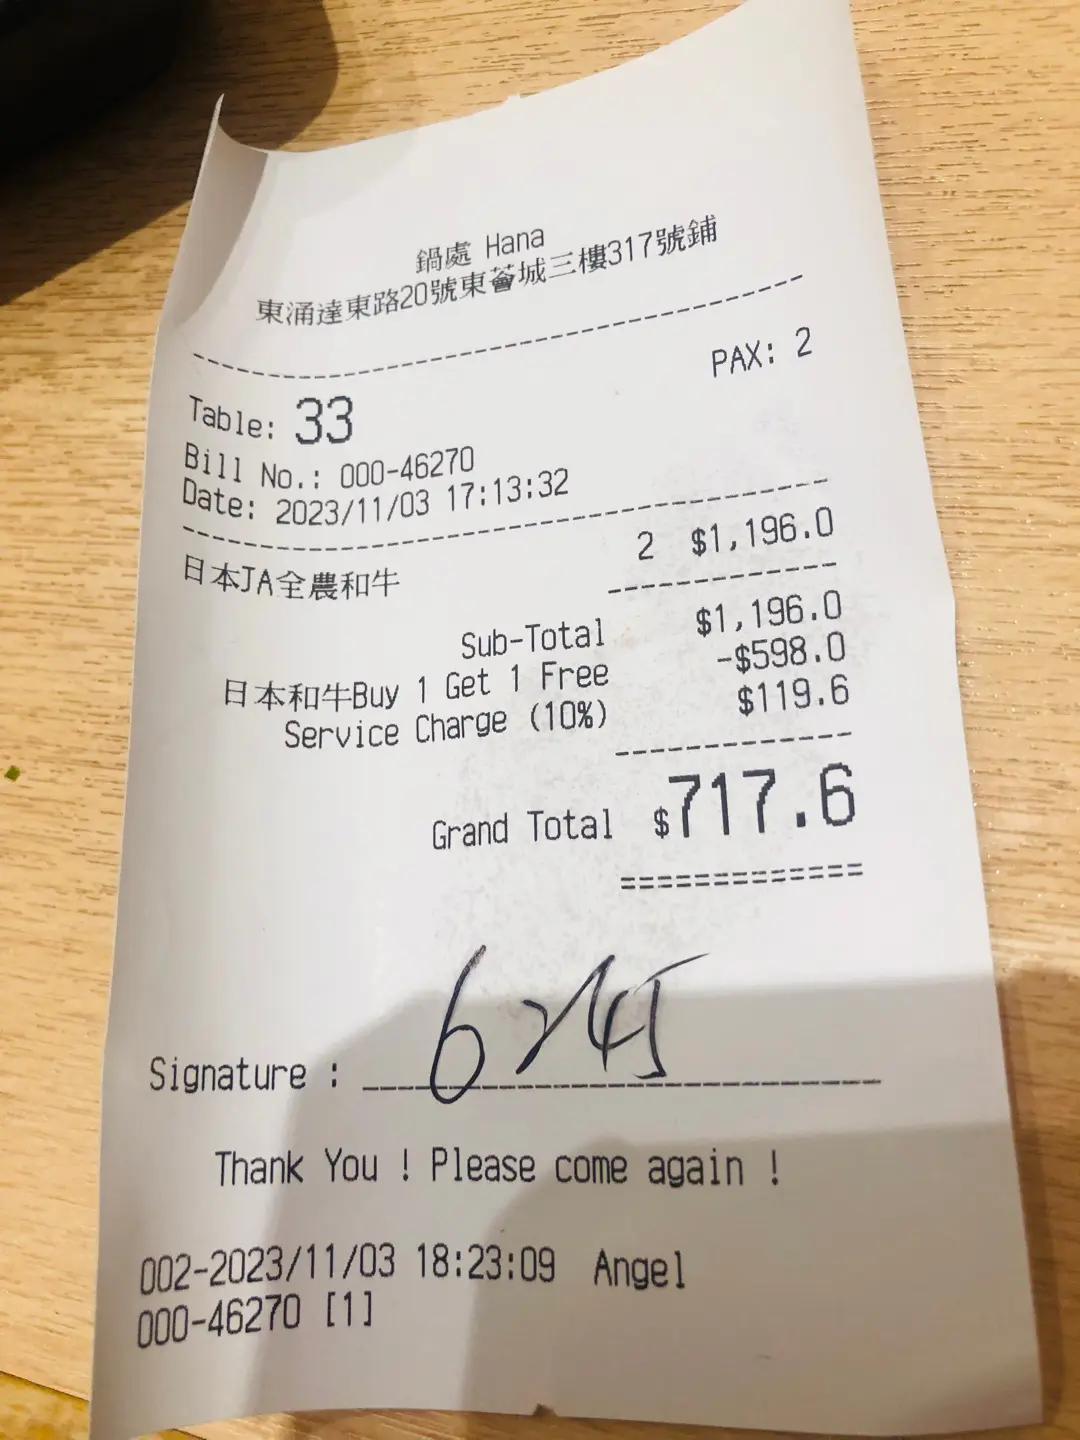 鍋處 Hana
東涌達東路20號東薈城三樓317號鋪
PAX: 2
Table: 33
Bill No.: 000-46270
Date: 2023/11/03 17:13:32
日本JA全農和牛 2 $1,196.0
Sub-Total $1,196.0
日本和牛Buy 1 Get 1 Free -$598.0
Service Charge (10%) $119.6
Grand Total $717.6
Signature : 6245
Thank You ! Please come again !
002-2023/11/03 18:23:09 Angel
000-46270 [1]